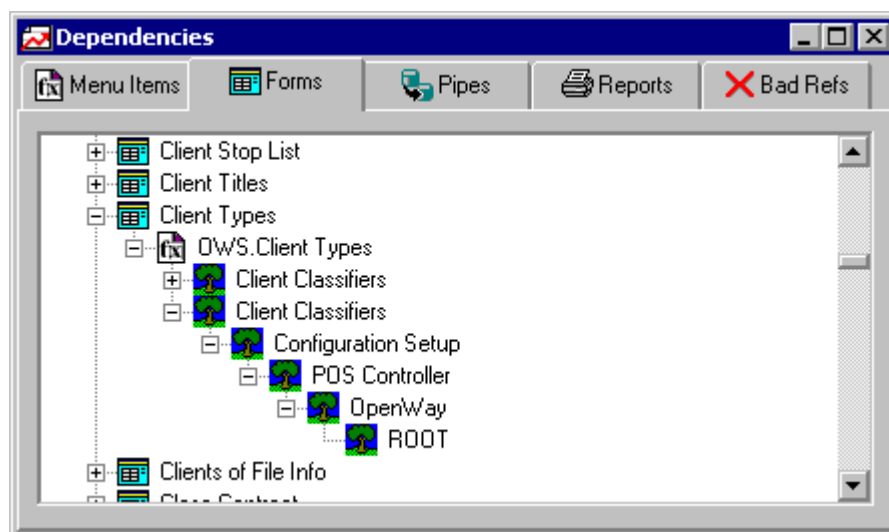 Dependencies
Menu Items Forms Pipes Reports Bad Refs
Client Stop List
Client Titles
Client Types
OWS.Client Types
Client Classifiers
Client Classifiers
Configuration Setup
POS Controller
OpenWay
ROOT
Clients of File Info